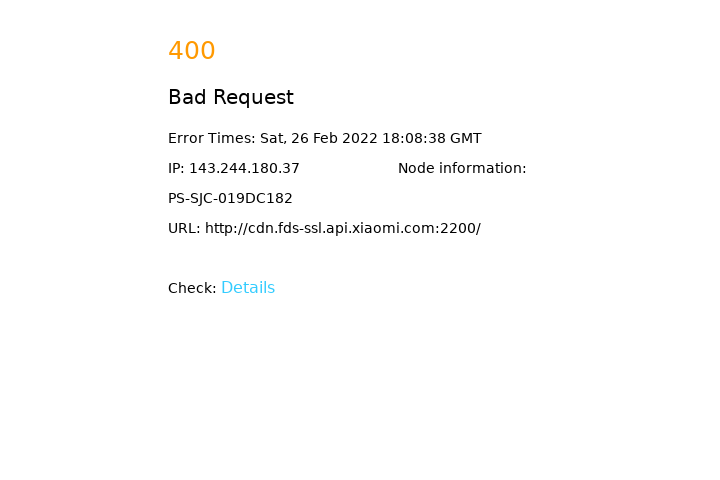 400
Bad Request
Error Times: Sat, 26 Feb 2022 18:08:38 GMT
IP: 143.244.180.37 Node information:
PS-SJC-019DC182
URL: http://cdn.fds-ssl.api.xiaomi.com:2200/
Check: Details